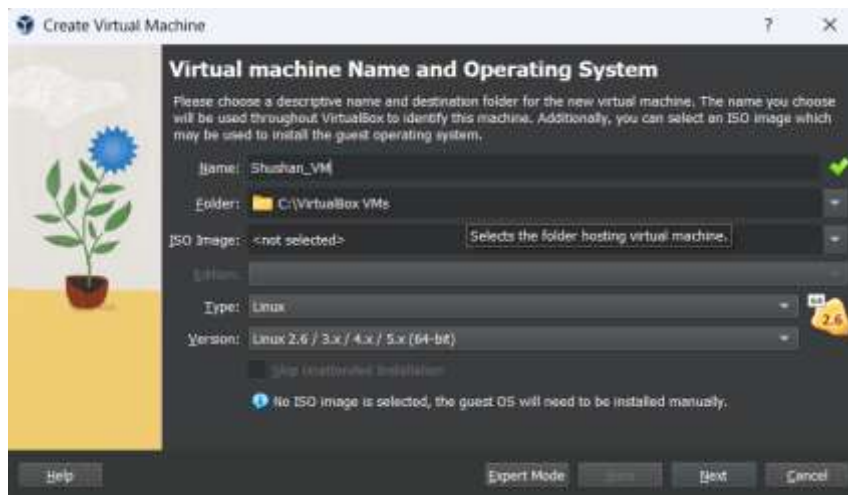 Create Virtual Machine
?
Virtual machine Name and Operating System
Please choose a descriptive name and destination folder for the new virtual machine. The name you choose
will be used throughout VirtualBox to identify this machine. Additionally, you can select an ISO image which
may be used to install the guest operating system.
Name: Shushan_VM
Folder: C:\VirtualBox VMs
ISO Image: <not selected>
Selects the folder hosting virtual machine.
Edition:
Type: Linux
64
2.6
Version: Linux 2.6 / 3.x / 4.x / 5.x (64-bit)
Skip Unattended Installation
No ISO image is selected, the guest OS will need to be installed manually.
Help Expert Mode Next Cancel